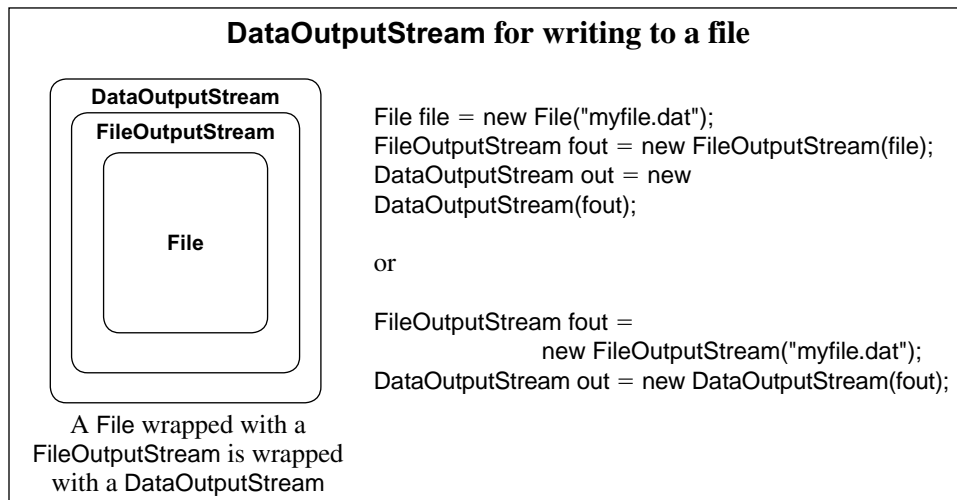 DataOutputStream for writing to a file
DataOutputStream
FileOutputStream
File
A File wrapped with a
FileOutputStream is wrapped
with a DataOutputStream
File file = new File("myfile.dat");
FileOutputStream fout = new FileOutputStream(file);
DataOutputStream out = new
DataOutputStream(fout);
or
FileOutputStream fout =
new FileOutputStream("myfile.dat");
DataOutputStream out = new DataOutputStream(fout);